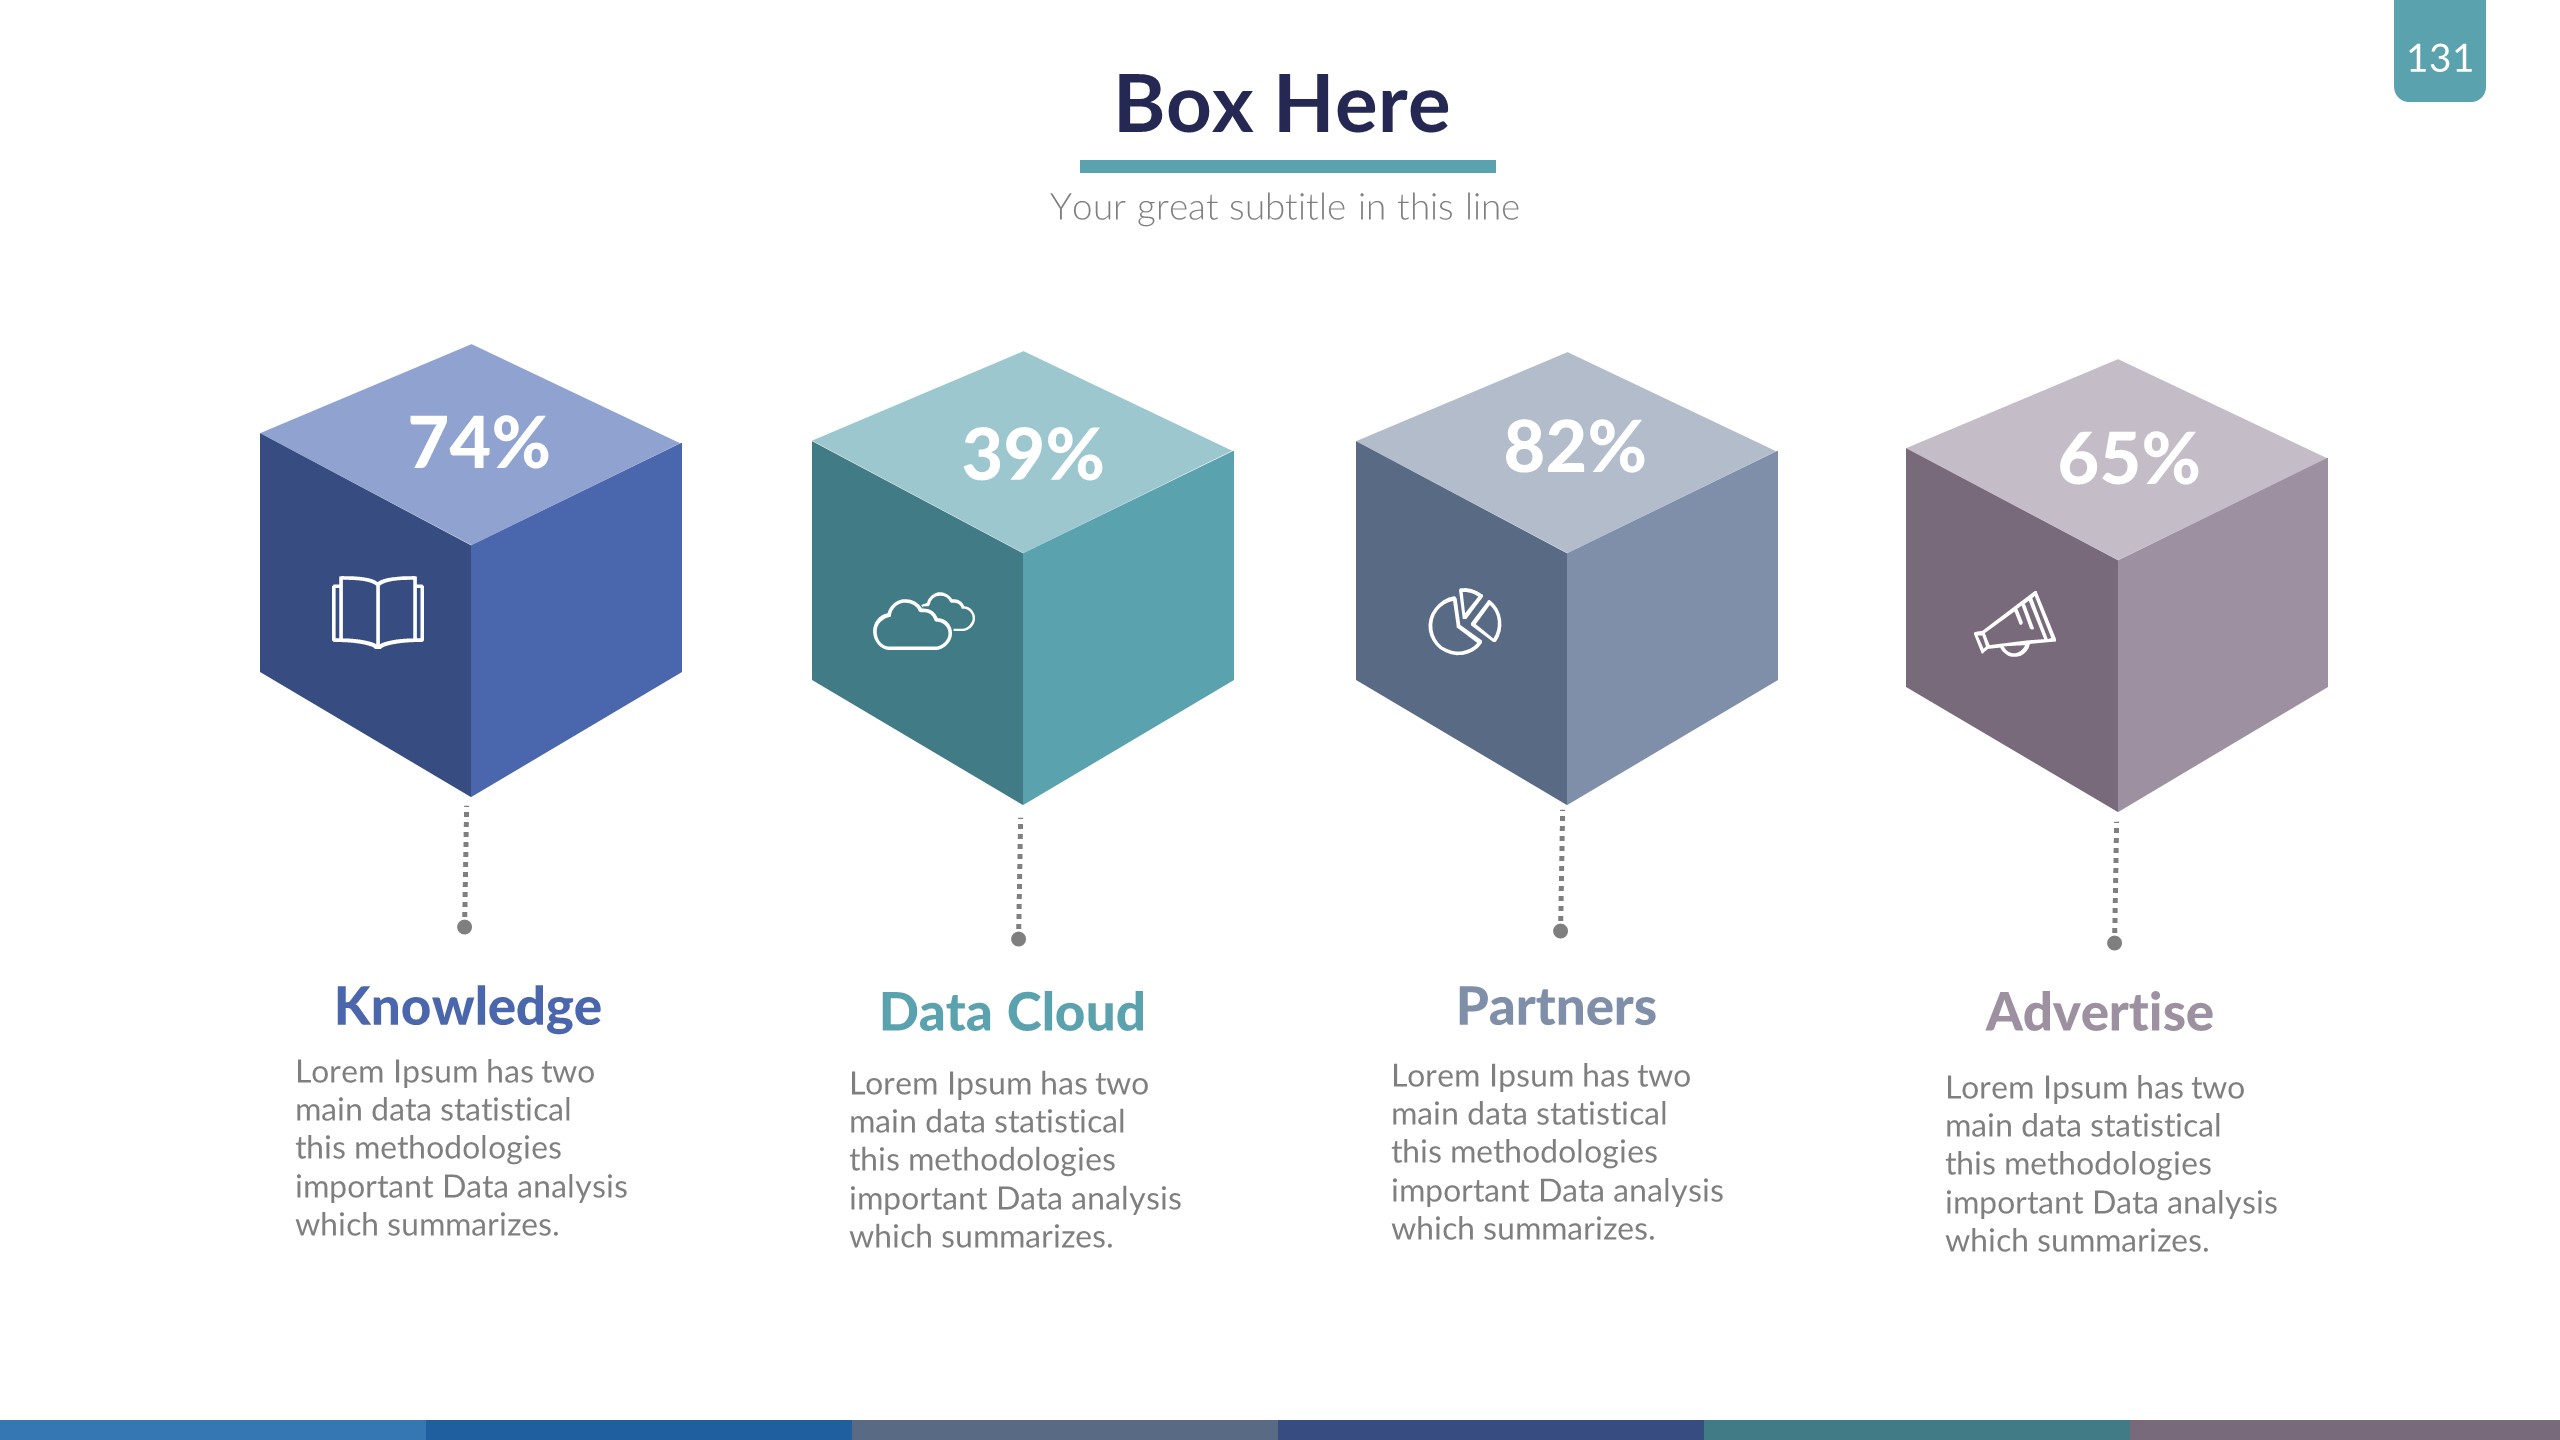 131
Box Here
Your great subtitle in this line
74%
39%
82%
65%
Knowledge
Lorem Ipsum has two
main data statistical
this methodologies
important Data analysis
which summarizes.
Data Cloud
Lorem Ipsum has two
main data statistical
this methodologies
important Data analysis
which summarizes.
Partners
Lorem Ipsum has two
main data statistical
this methodologies
important Data analysis
which summarizes.
Advertise
Lorem Ipsum has two
main data statistical
this methodologies
important Data analysis
which summarizes.